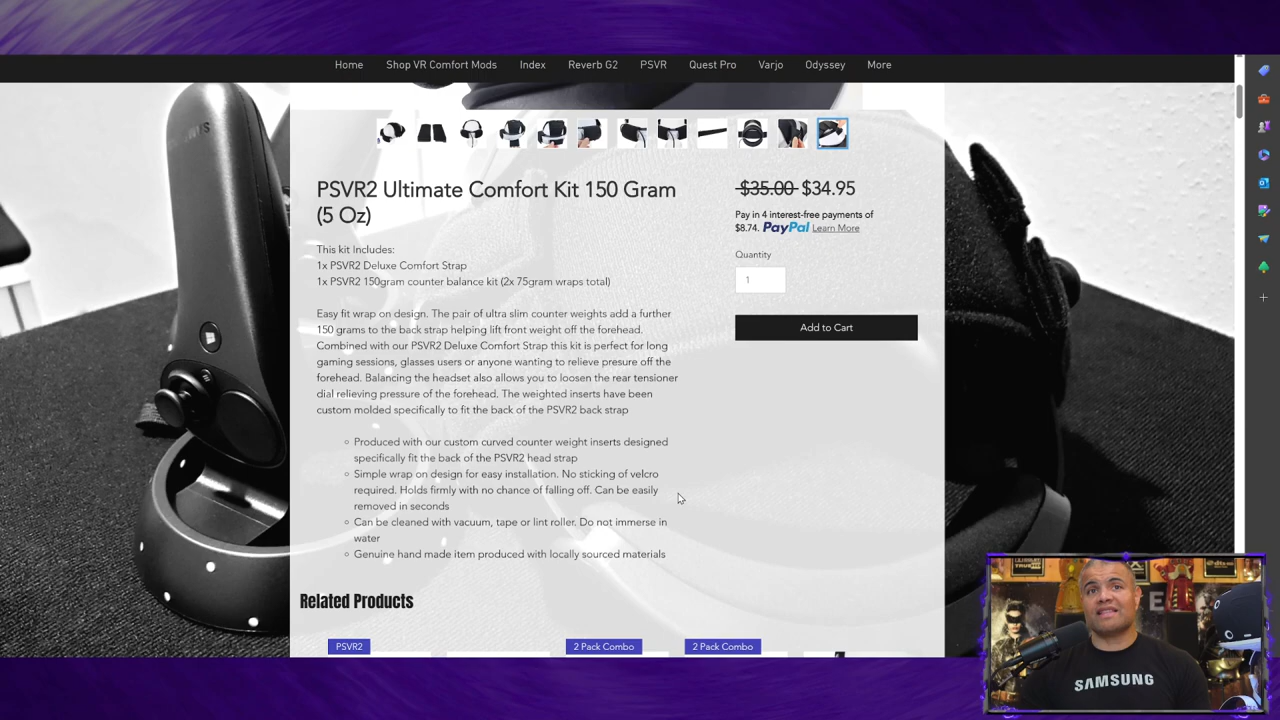 Home Shop VR Comfort Mods Index Reverb G2 PSVR Quest Pro Varjo Odyssey More
PSVR2 Ultimate Comfort Kit 150 Gram
(5 Oz)
This kit Includes:
1x PSVR2 Deluxe Comfort Strap
1x PSVR2 150gram counter balance kit (2x 75gram wraps total)
Easy fit wrap on design. The pair of ultra slim counter weights add a further
150 grams to the back strap helping lift front weight off the forehead.
Combined with our PSVR2 Deluxe Comfort Strap this kit is perfect for long
gaming sessions, glasses users or anyone wanting to relieve presure off the
forehead. Balancing the headset also allows you to loosen the rear tensioner
dial relieving pressure of the forehead. The weighted inserts have been
custom molded specifically to fit the back of the PSVR2 back strap
Produced with our custom curved counter weight inserts designed
specifically fit the back of the PSVR2 head strap
Simple wrap on design for easy installation. No sticking of velcro
required. Holds firmly with no chance of falling off. Can be easily
removed in seconds
Can be cleaned with vacuum, tape or lint roller. Do not immerse in
water
Genuine hand made item produced with locally sourced materials
$35.00 $34.95
Pay in 4 interest-free payments of
$8.74. PayPal Learn More
Quantity
1
Add to Cart
Related Products
PSVR2 2 Pack Combo 2 Pack Combo
SAMSUNG